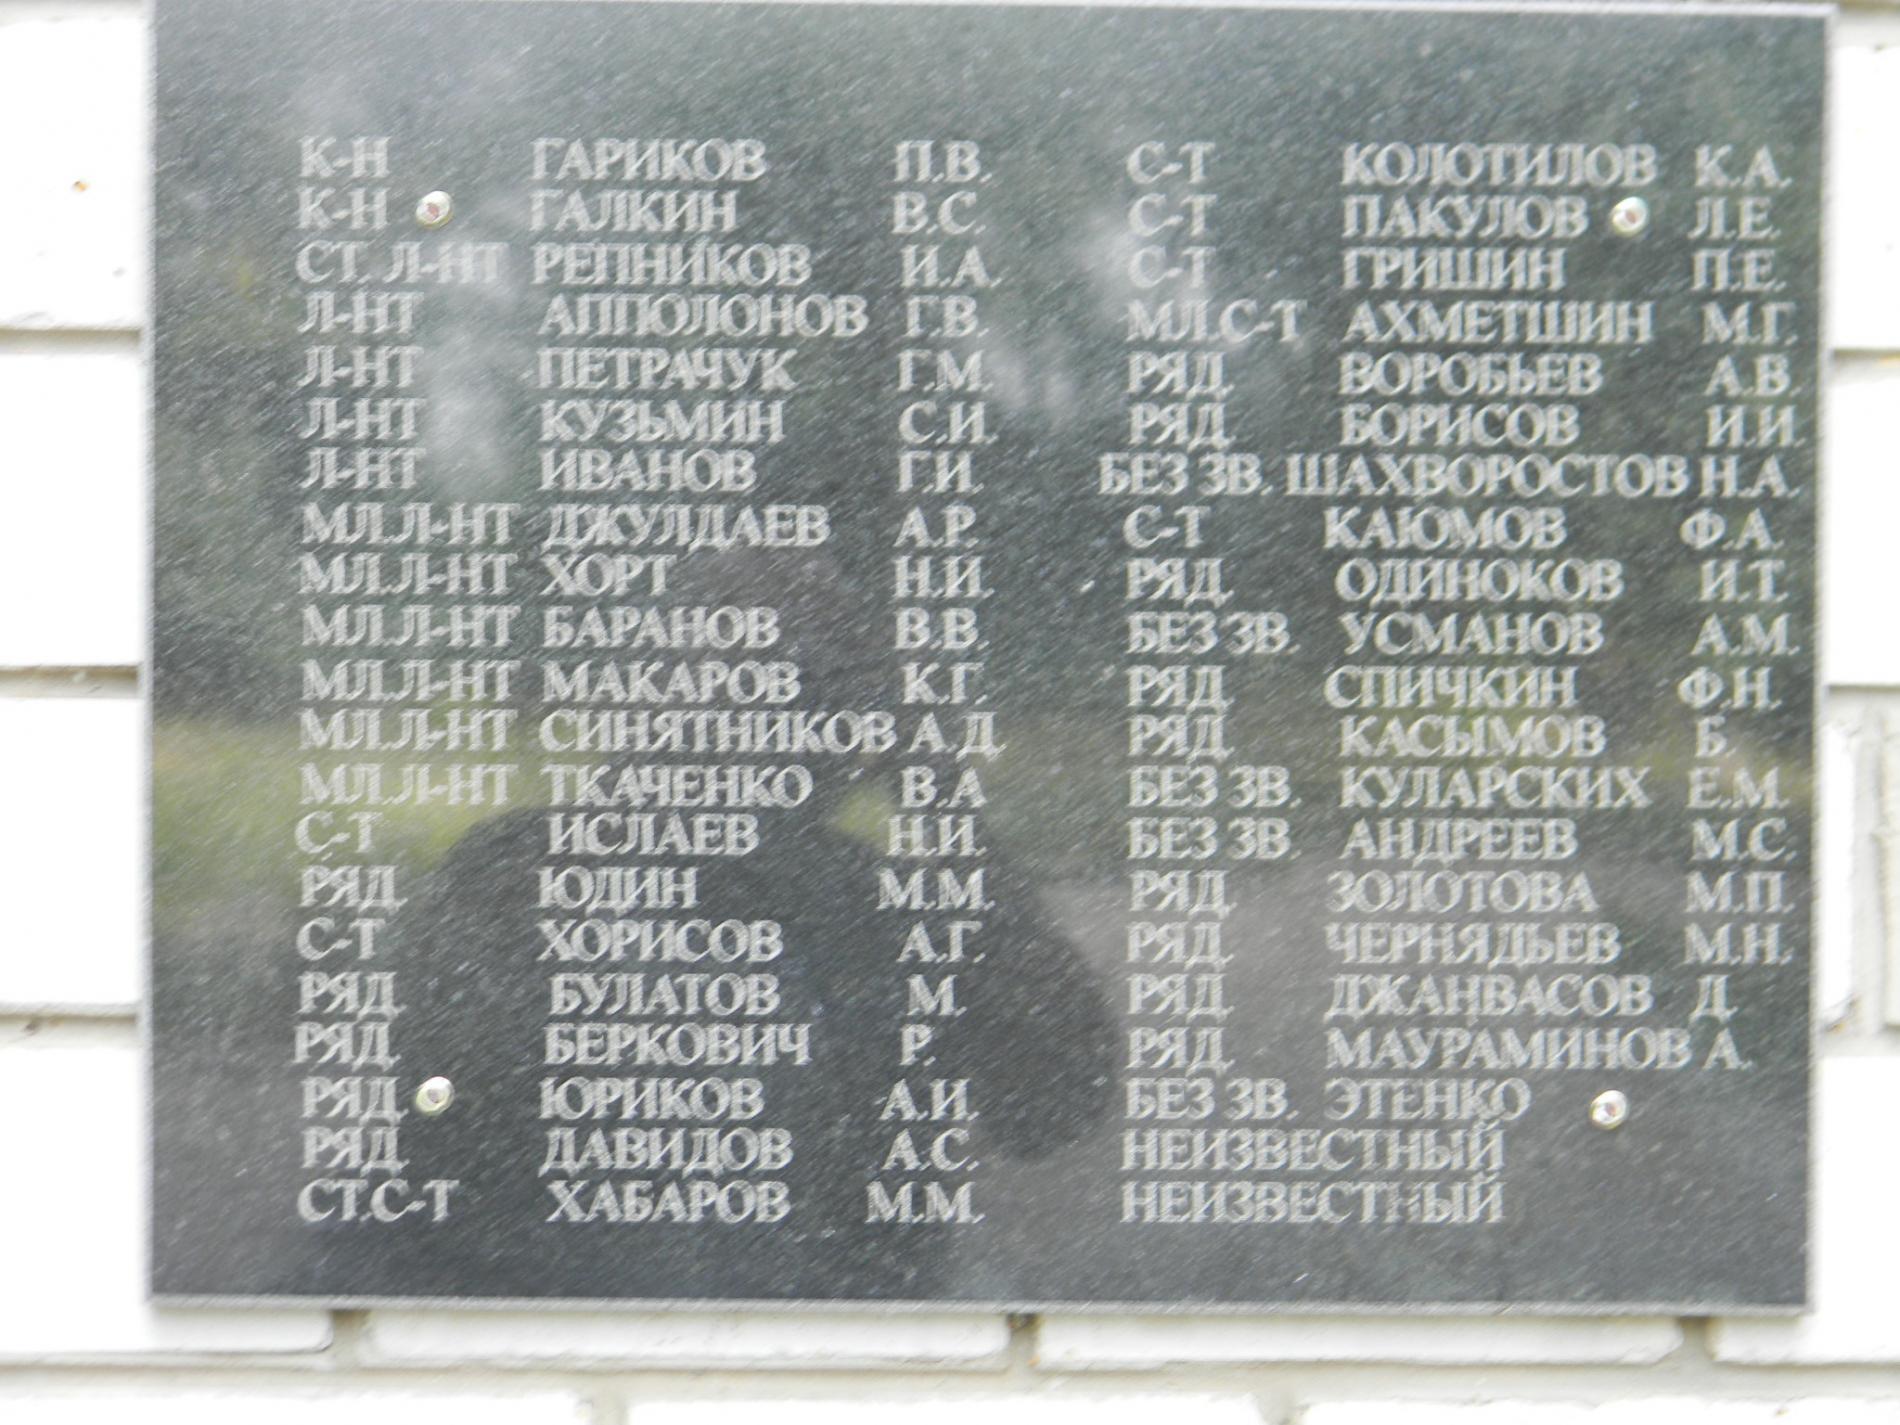 К-Н ГАРИКОВ П.В.
К-Н ГАЛКИН В.С.
СТ. Л-НТ РЕПНИКОВ И.А.
Л-НТ АППОЛОНОВ Г.В.
Л-НТ ПЕТРАЧУК Г.М.
Л-НТ КУЗЬМИН С.И.
Л-НТ ИВАНОВ Г.И.
МЛ.Л-НТ ДЖУЛДАЕВ А.Р.
МЛ.Л-НТ ХОРТ Н.И.
МЛ.Л-НТ БАРАНОВ В.В.
МЛ.Л-НТ МАКАРОВ К.Г.
МЛ.Л-НТ СИНЯТНИКОВ А.Д.
МЛ.Л-НТ ТКАЧЕНКО В.А
С-Т ИСЛАЕВ Н.И.
РЯД. ЮДИН М.М.
С-Т ХОРИСОВ А.Г.
РЯД. БУЛАТОВ М.
РЯД. БЕРКОВИЧ Р.
РЯД. ЮРИКОВ А.И.
РЯД. ДАВИДОВ А.С.
СТ.С-Т ХАБАРОВ М.М.
С-Т КОЛОТИЛОВ К.А.
С-Т ПАКУЛОВ Л.Е.
С-Т ГРИШИН П.Е.
МЛ.С-Т АХМЕТШИН М.Г.
РЯД. ВОРОБЬЕВ А.В.
РЯД. БОРИСОВ И.И.
БЕЗ ЗВ. ШАХВОРОСТОВ Н.А.
С-Т КАЮМОВ Ф.А.
РЯД. ОДИНОКОВ И.Т.
БЕЗ ЗВ. УСМАНОВ А.М.
РЯД. СПИЧКИН Ф.Н.
РЯД. КАСЫМОВ Б.
БЕЗ ЗВ. КУЛАРСКИХ Е.М.
БЕЗ ЗВ. АНДРЕЕВ М.С.
РЯД. ЗОЛОТОВА М.П.
РЯД. ЧЕРНЯДЬЕВ М.Н.
РЯД. ДЖАНВАСОВ Д.
РЯД. МАУРАМИНОВ А.
БЕЗ ЗВ. ЭТЕНКО
НЕИЗВЕСТНЫЙ
НЕИЗВЕСТНЫЙ